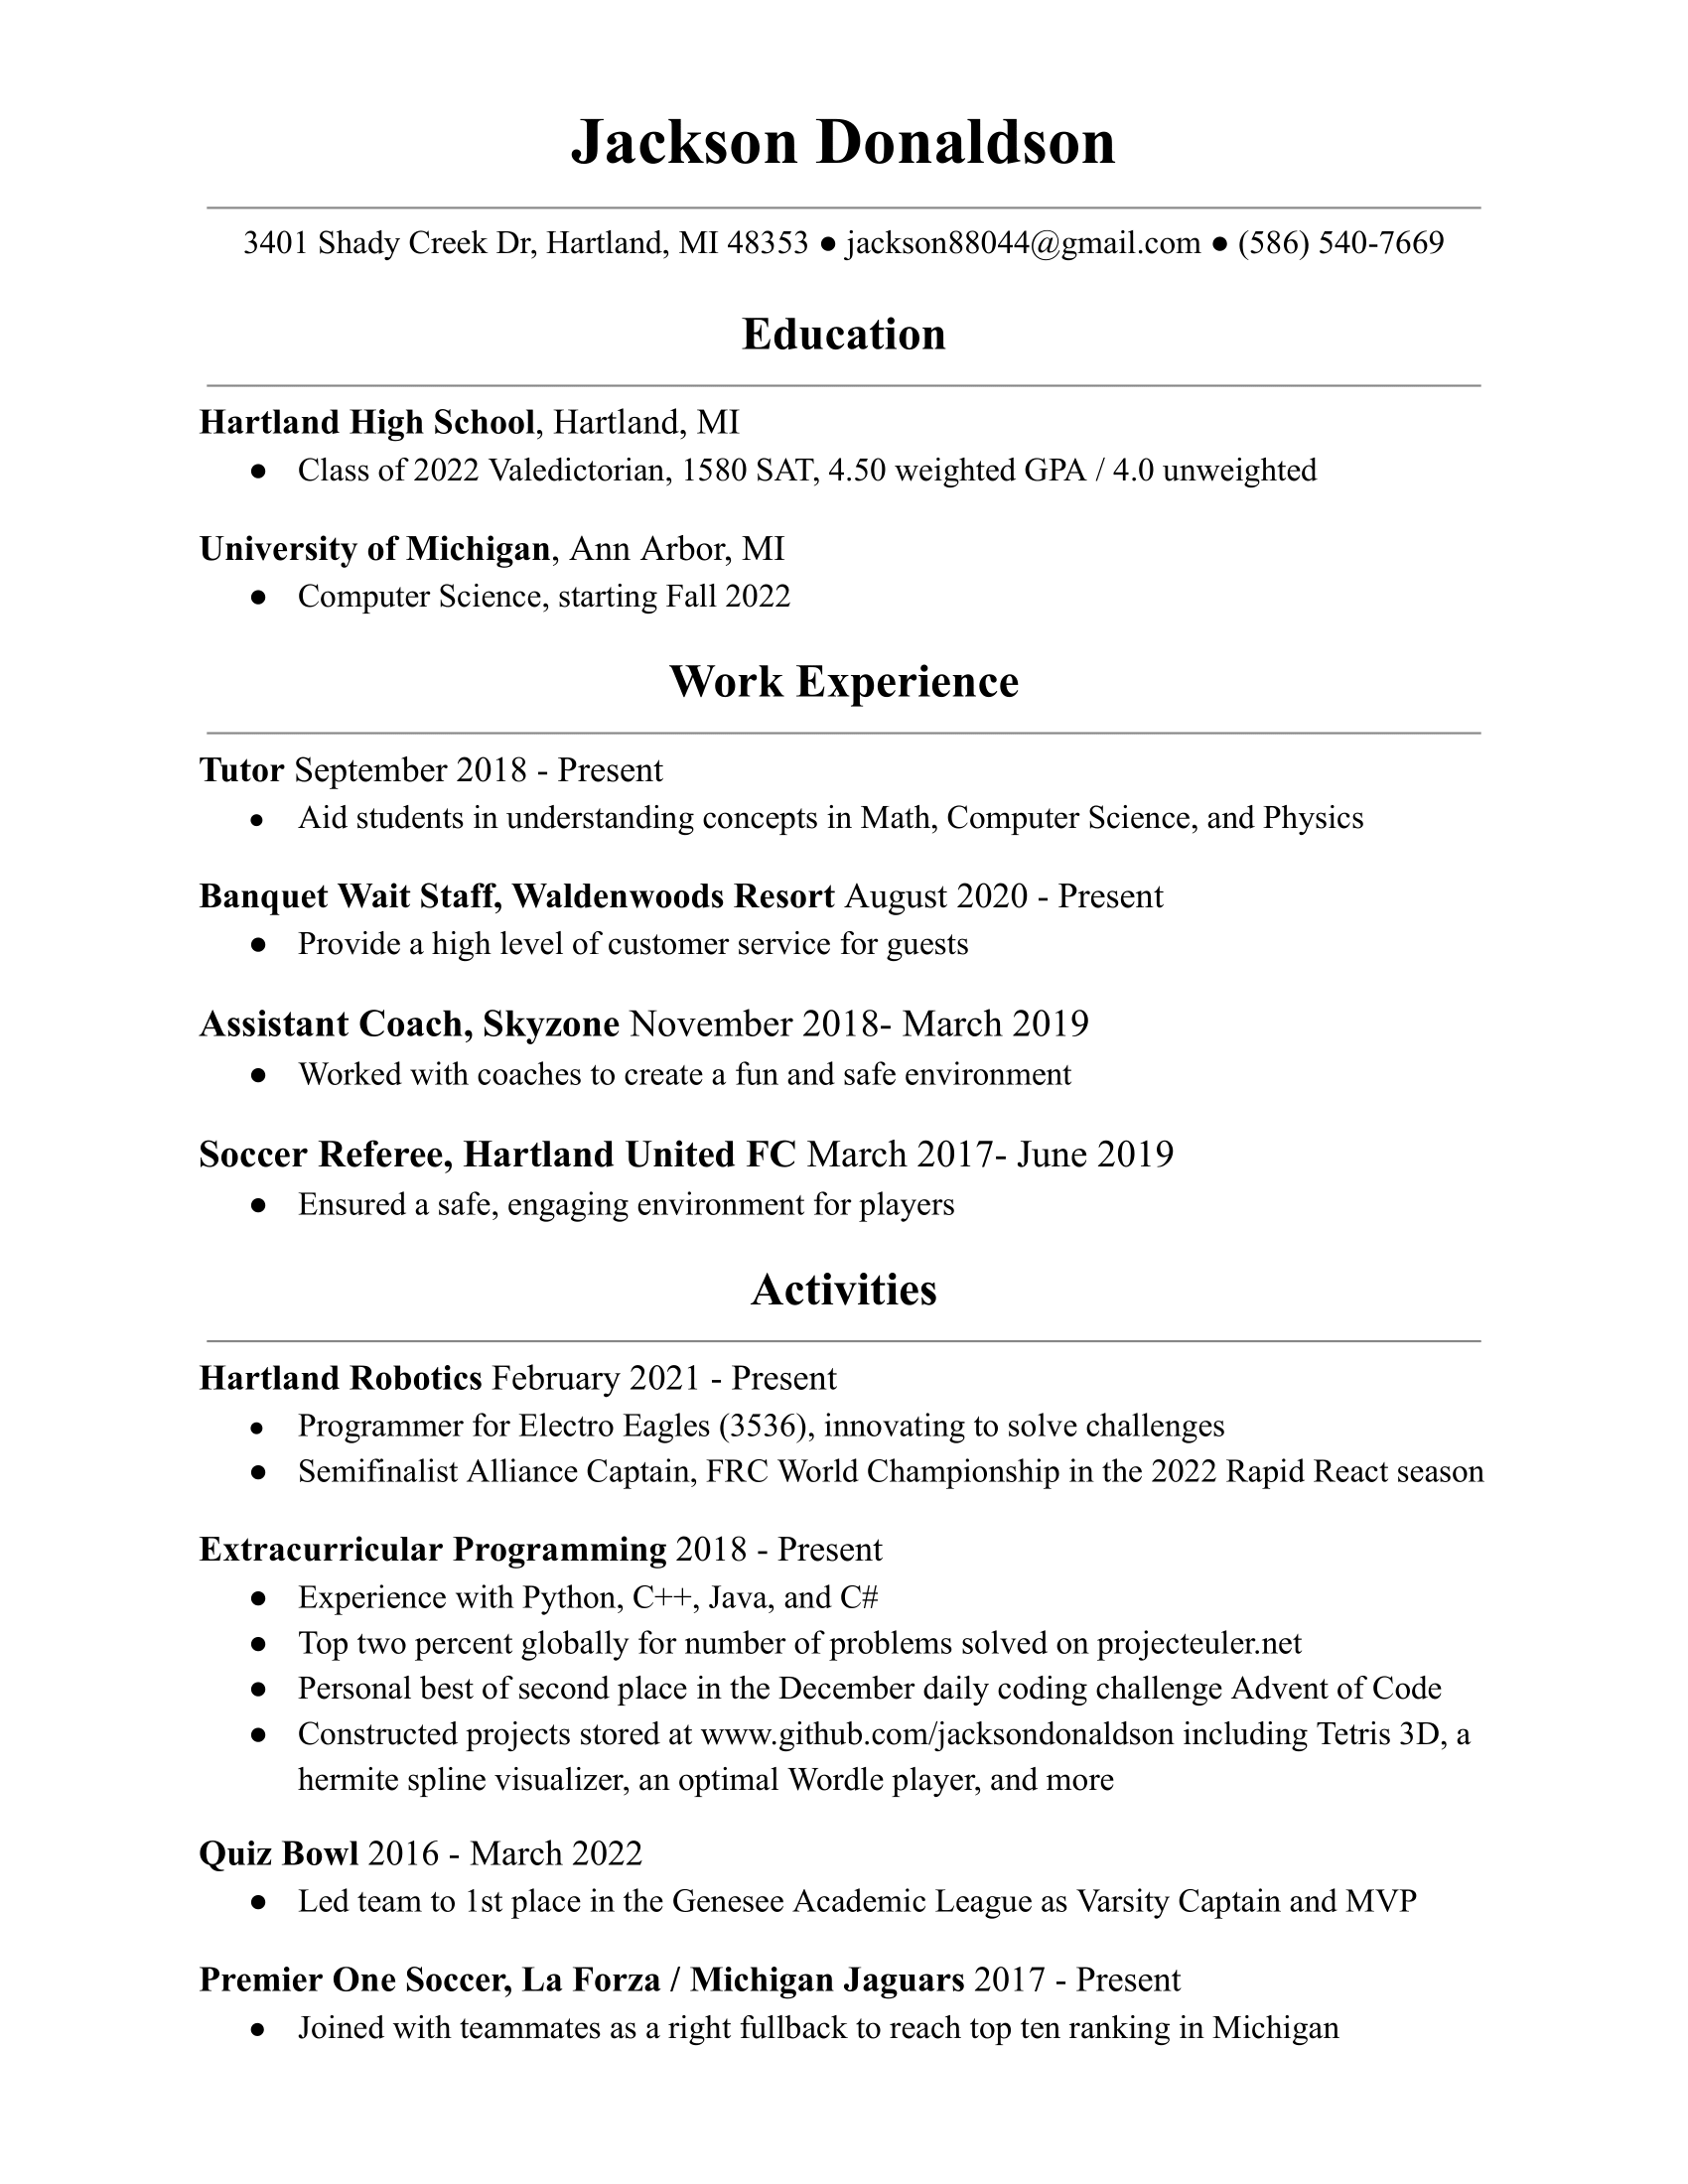 Jackson Donaldson
3401 Shady Creek Dr, Hartland, MI 48353 ● jackson88044@gmail.com ● (586) 540-7669
Education
Hartland High School, Hartland, MI
● Class of 2022 Valedictorian, 1580 SAT, 4.50 weighted GPA / 4.0 unweighted
University of Michigan, Ann Arbor, MI
● Computer Science, starting Fall 2022
Work Experience
Tutor September 2018 - Present
● Aid students in understanding concepts in Math, Computer Science, and Physics
Banquet Wait Staff, Waldenwoods Resort August 2020 - Present
● Provide a high level of customer service for guests
Assistant Coach, Skyzone November 2018- March 2019
● Worked with coaches to create a fun and safe environment
Soccer Referee, Hartland United FC March 2017- June 2019
● Ensured a safe, engaging environment for players
Activities
Hartland Robotics February 2021 - Present
● Programmer for Electro Eagles (3536), innovating to solve challenges
● Semifinalist Alliance Captain, FRC World Championship in the 2022 Rapid React season
Extracurricular Programming 2018 - Present
● Experience with Python, C++, Java, and C#
● Top two percent globally for number of problems solved on projecteuler.net
● Personal best of second place in the December daily coding challenge Advent of Code
● Constructed projects stored at www.github.com/jacksondonaldson including Tetris 3D, a
hermite spline visualizer, an optimal Wordle player, and more
Quiz Bowl 2016 - March 2022
● Led team to 1st place in the Genesee Academic League as Varsity Captain and MVP
Premier One Soccer, La Forza / Michigan Jaguars 2017 - Present
● Joined with teammates as a right fullback to reach top ten ranking in Michigan